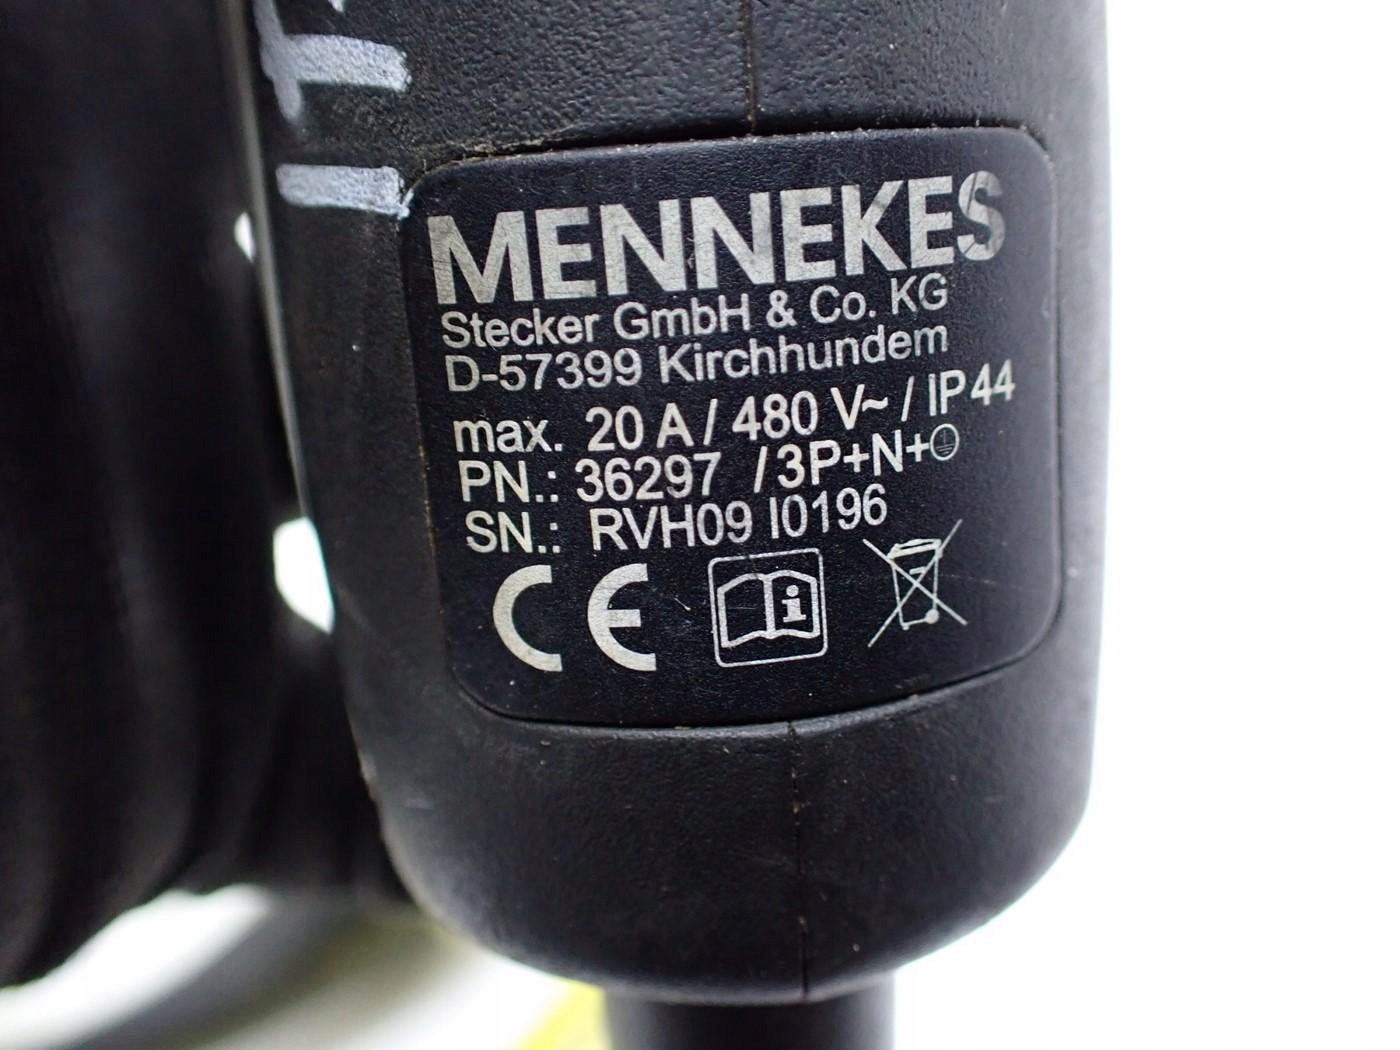 MENNEKES
Stecker GmbH & Co. KG
D-57399 Kirchhundem
max. 20 A / 480 V~ / IP44
PN.: 36297 / 3P+N+⏚
SN.: RVH09 I0196
CE
i